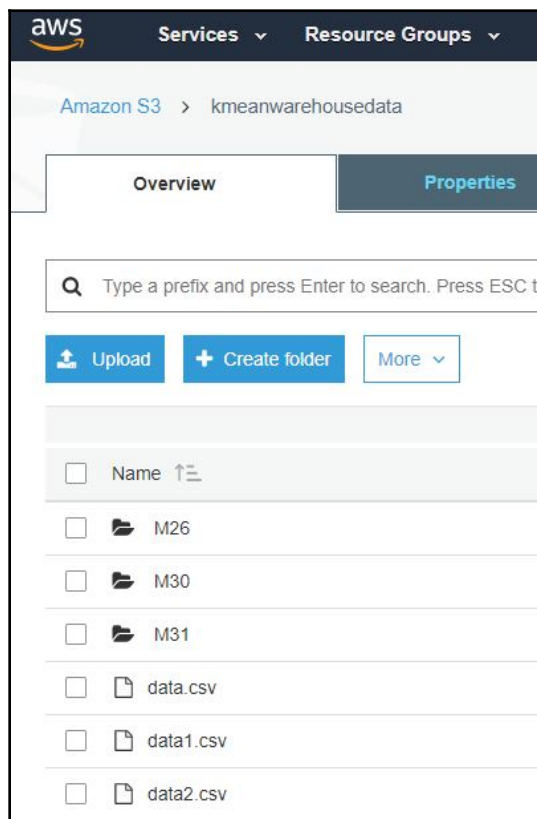 aws Services Resource Groups
Amazon S3 > kmeanwarehousedata
Overview Properties
Type a prefix and press Enter to search. Press ESC t
Upload + Create folder More
Name
M26
M30
M31
data.csv
data1.csv
data2.csv